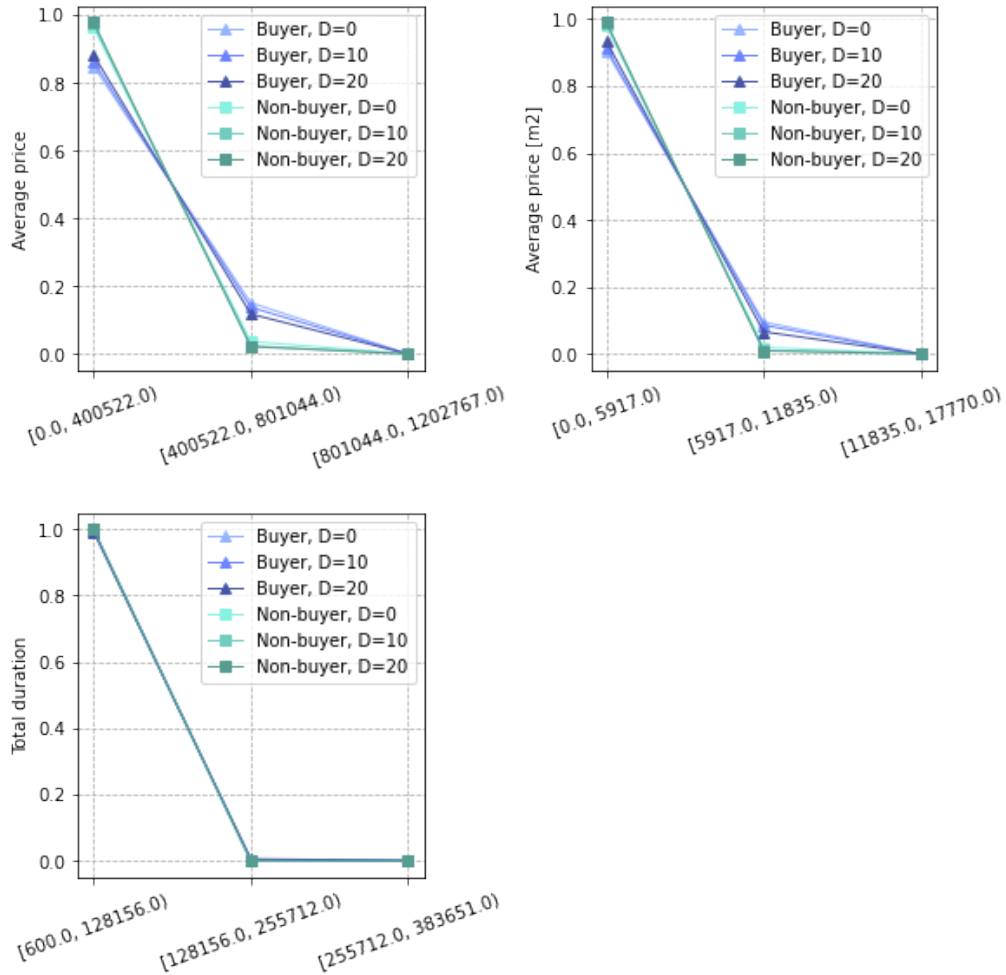 Average price
1.0
0.8
0.6
0.4
0.2
0.0
Buyer, D=0
Buyer, D=10
Buyer, D=20
Non-buyer, D=0
Non-buyer, D=10
Non-buyer, D=20
[0.0, 400522.0)
[400522.0, 801044.0)
[801044.0, 1202767.0)
Average price [m2]
1.0
0.8
0.6
0.4
0.2
0.0
Buyer, D=0
Buyer, D=10
Buyer, D=20
Non-buyer, D=0
Non-buyer, D=10
Non-buyer, D=20
[0.0, 5917.0)
[5917.0, 11835.0)
[11835.0, 17770.0)
Total duration
1.0
0.8
0.6
0.4
0.2
0.0
Buyer, D=0
Buyer, D=10
Buyer, D=20
Non-buyer, D=0
Non-buyer, D=10
Non-buyer, D=20
[600.0, 128156.0)
[128156.0, 255712.0)
[255712.0, 383651.0)